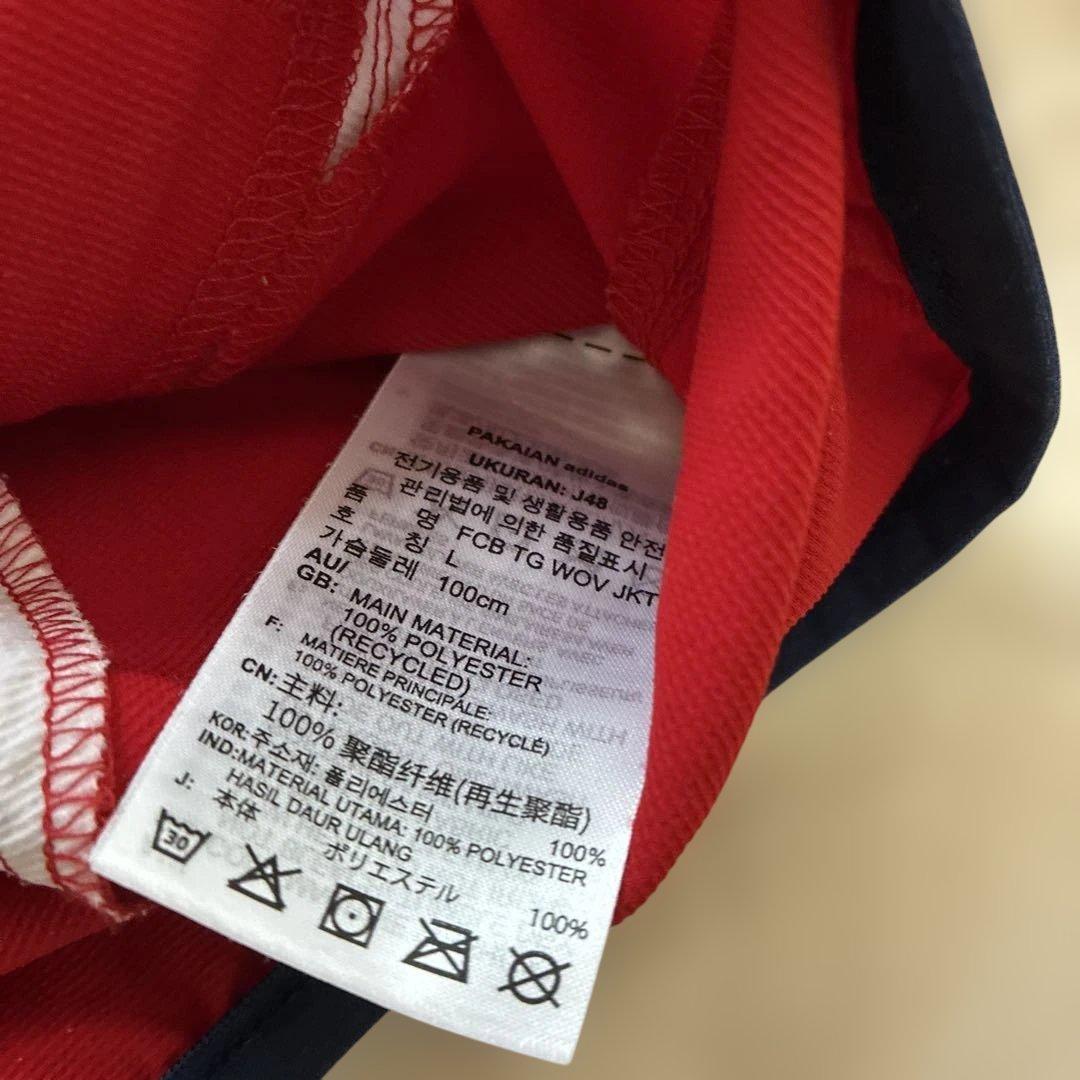 PAKAIAN adidas
UKURAN: J48
전기용품 및 생활용품 안전
관리법에 의한 품질표시
품 명 FCB TG WOV JKT
호 칭 L
가슴둘레 100cm
AU/
GB: MAIN MATERIAL:
100% POLYESTER
(RECYCLED)
F: MATIERE PRINCIPALE:
100% POLYESTER (RECYCLÉ)
CN: 主料:
100% 聚酯纤维(再生聚酯)
KOR: 주소재: 폴리에스터 100%
IND: MATERIAL UTAMA: 100% POLYESTER
HASIL DAUR ULANG
J: 本体
ポリエステル 100%
30